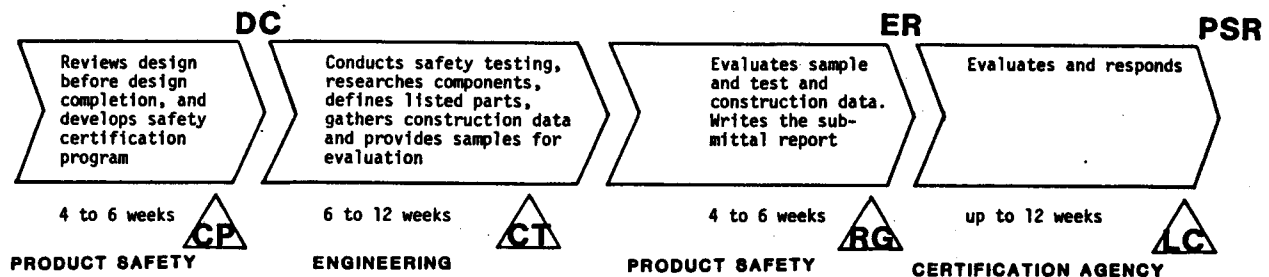 DC
ER
PSR
Reviews design
before design
completion, and
develops safety
certification
program
Conducts safety testing,
researches components,
defines listed parts,
gathers construction data
and provides samples for
evaluation
Evaluates sample
and test and
construction data.
Writes the sub-
mittal report
Evaluates and responds
4 to 6 weeks
CP
6 to 12 weeks
CT
4 to 6 weeks
RG
up to 12 weeks
LC
PRODUCT SAFETY
ENGINEERING
PRODUCT SAFETY
CERTIFICATION AGENCY